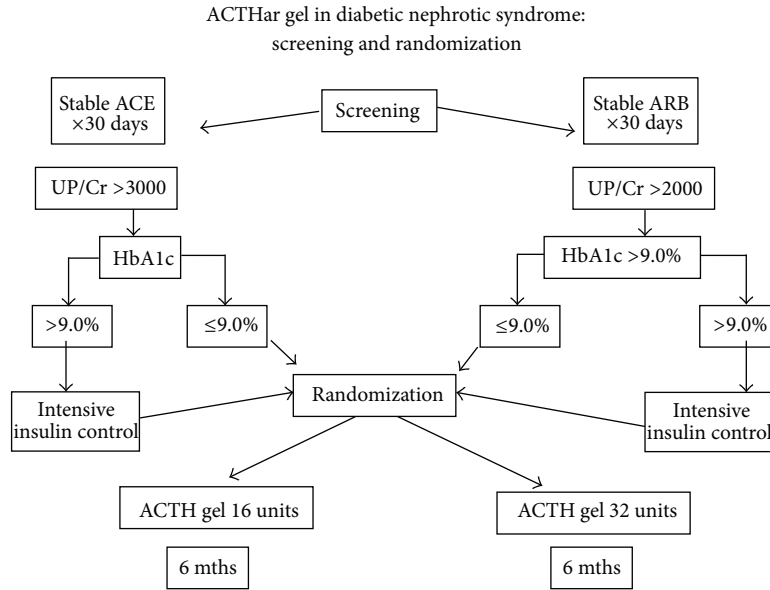 ACTHar gel in diabetic nephrotic syndrome:
screening and randomization
Stable ACE
×30 days
Screening
Stable ARB
×30 days
UP/Cr >3000
UP/Cr >2000
HbA1c
HbA1c >9.0%
>9.0%
≤9.0%
≤9.0%
>9.0%
Randomization
Intensive
insulin control
Intensive
insulin control
ACTH gel 16 units
ACTH gel 32 units
6 mths
6 mths